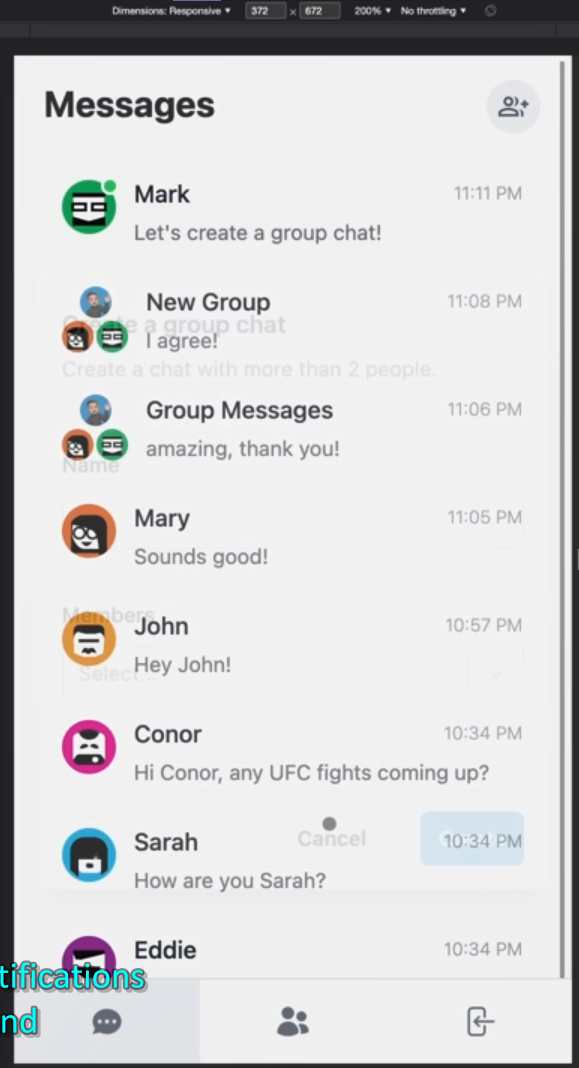 Dimensions: Responsive ▼ 372 × 672 200% ▼ No throttling ▼
Messages
Mark 11:11 PM
Let's create a group chat!
New Group 11:08 PM
Create a group chat
I agree!
Create a chat with more than 2 people.
Group Messages 11:06 PM
amazing, thank you!
Name
Mary 11:05 PM
Sounds good!
Members
John 10:57 PM
Hey John!
Select...
Conor 10:34 PM
Hi Conor, any UFC fights coming up?
Cancel
Sarah 10:34 PM
How are you Sarah?
Eddie 10:34 PM
tifications
nd